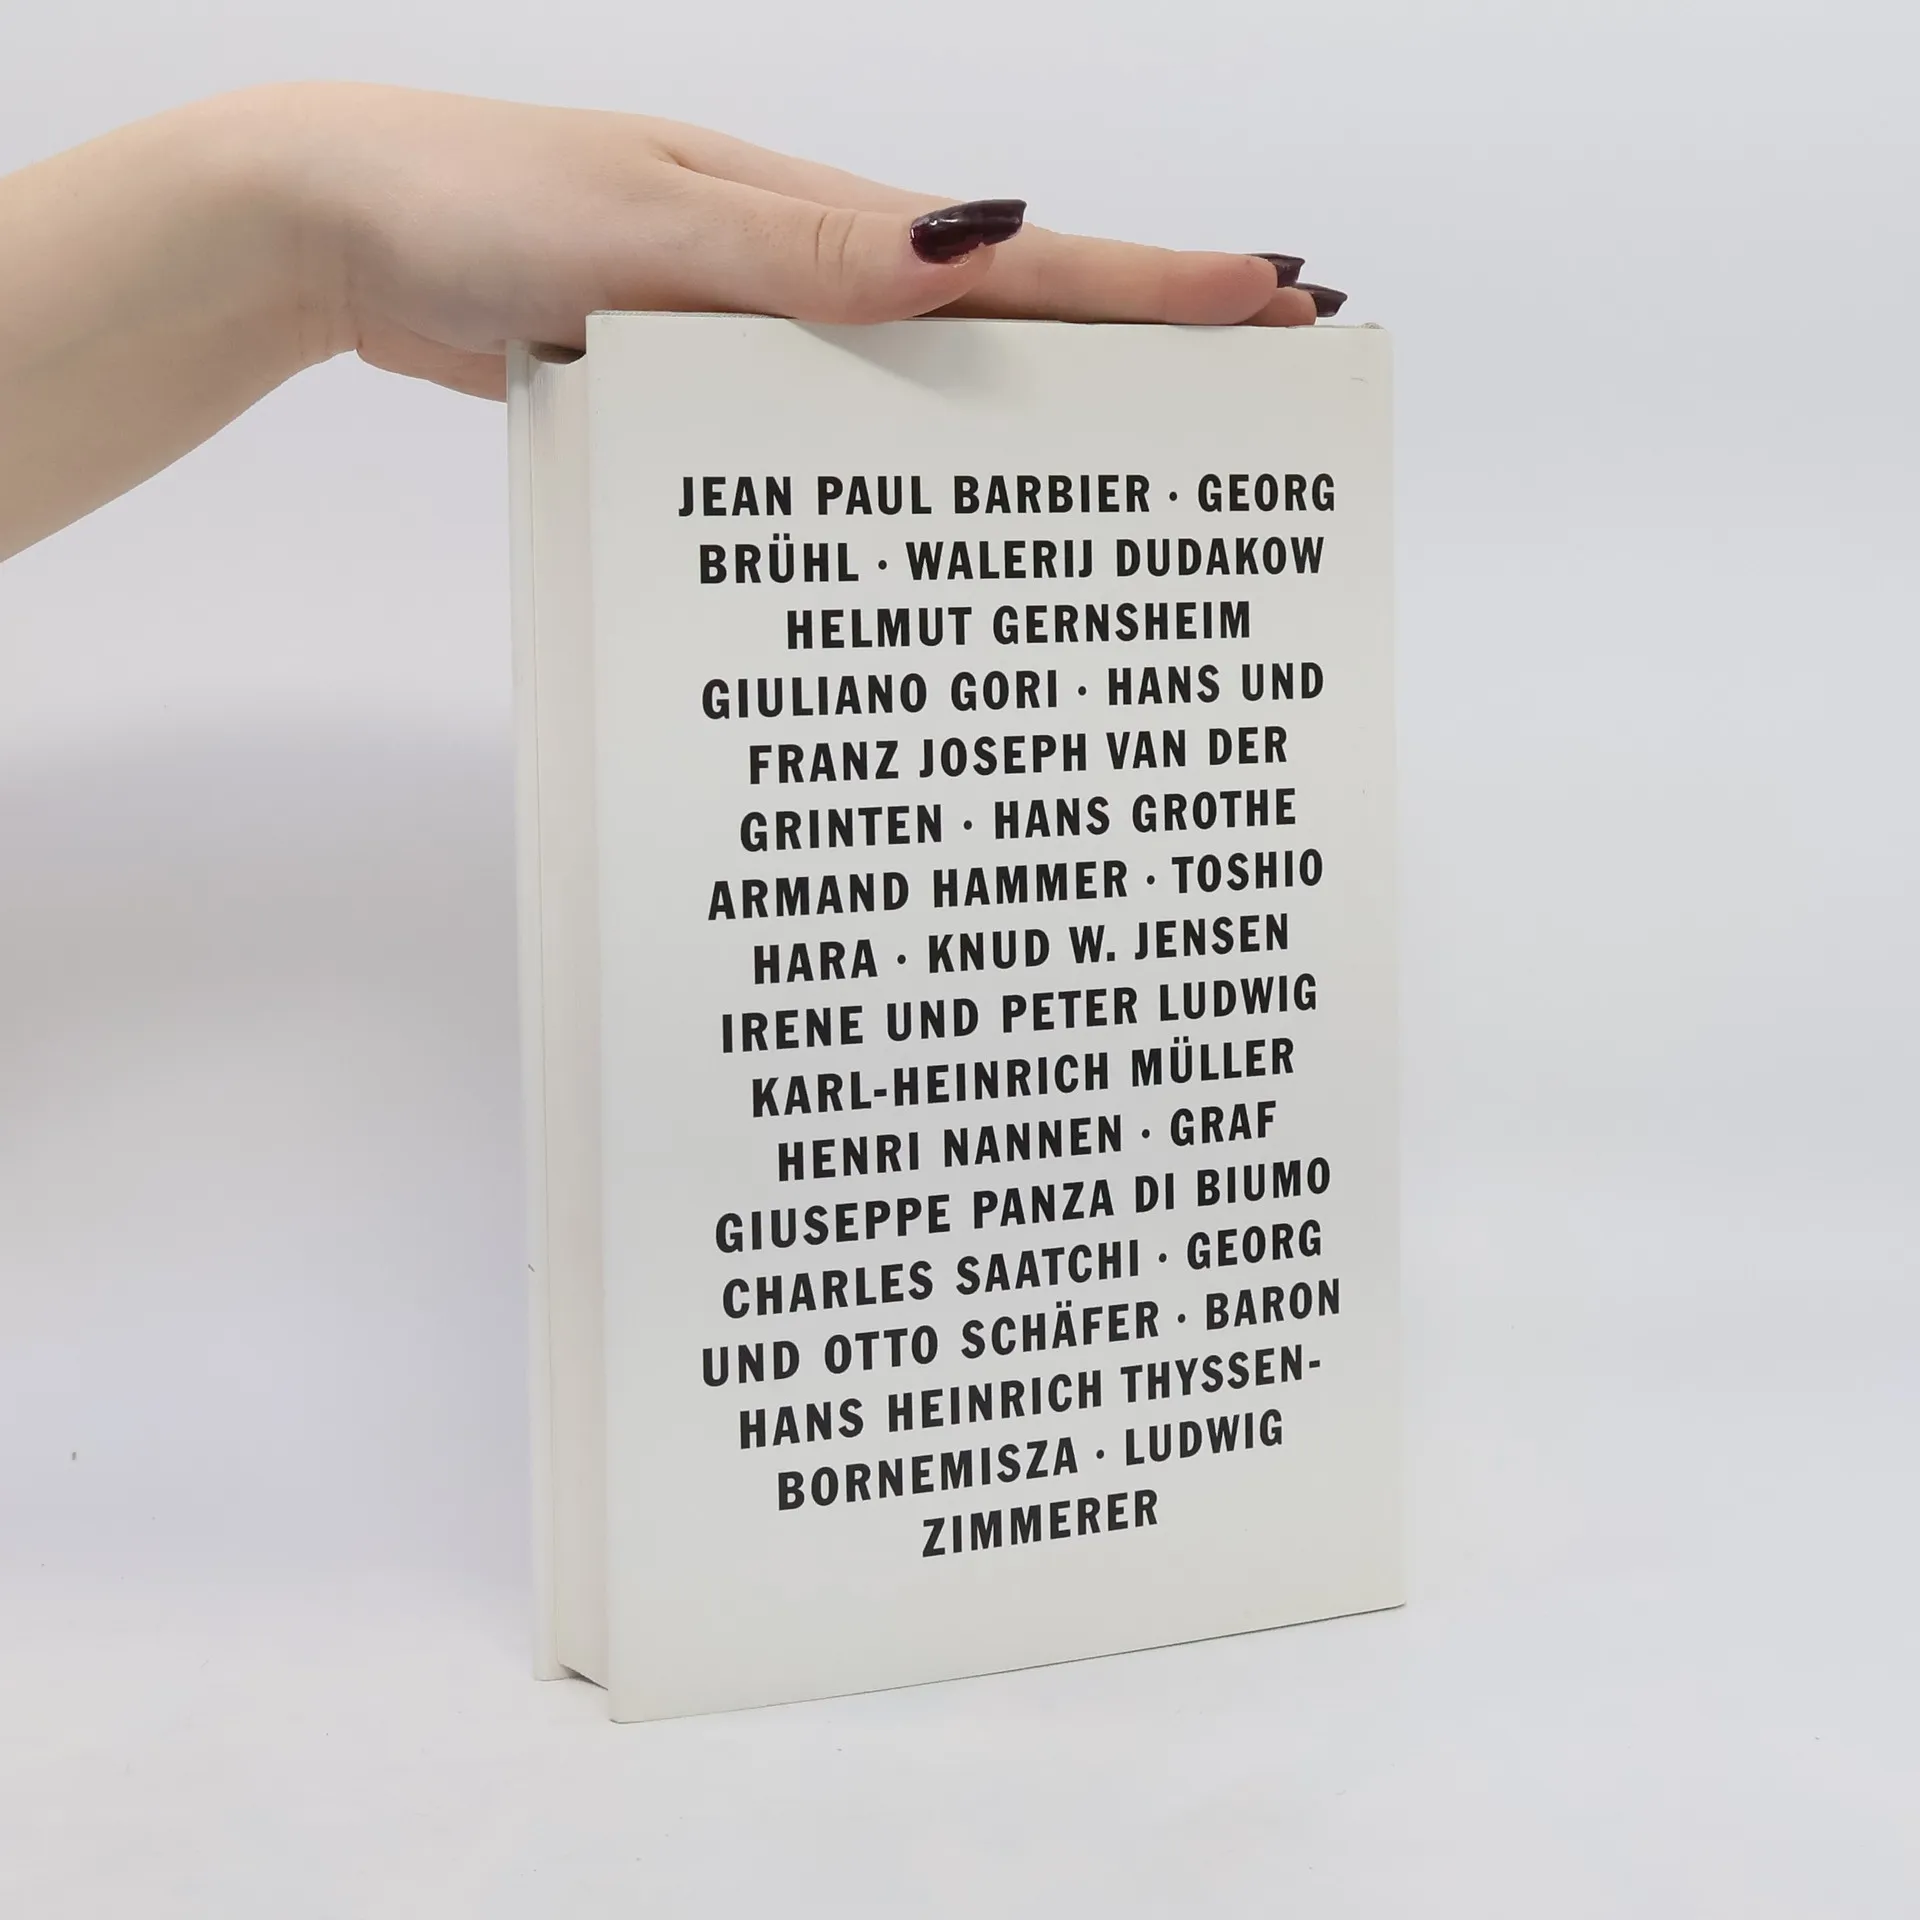 JEAN PAUL BARBIER · GEORG
BRÜHL · WALERIJ DUDAKOW
HELMUT GERNSHEIM
GIULIANO GORI · HANS UND
FRANZ JOSEPH VAN DER
GRINTEN · HANS GROTHE
ARMAND HAMMER · TOSHIO
HARA · KNUD W. JENSEN
IRENE UND PETER LUDWIG
KARL-HEINRICH MÜLLER
HENRI NANNEN · GRAF
GIUSEPPE PANZA DI BIUMO
CHARLES SAATCHI · GEORG
UND OTTO SCHÄFER · BARON
HANS HEINRICH THYSSEN-
BORNEMISZA · LUDWIG
ZIMMERER